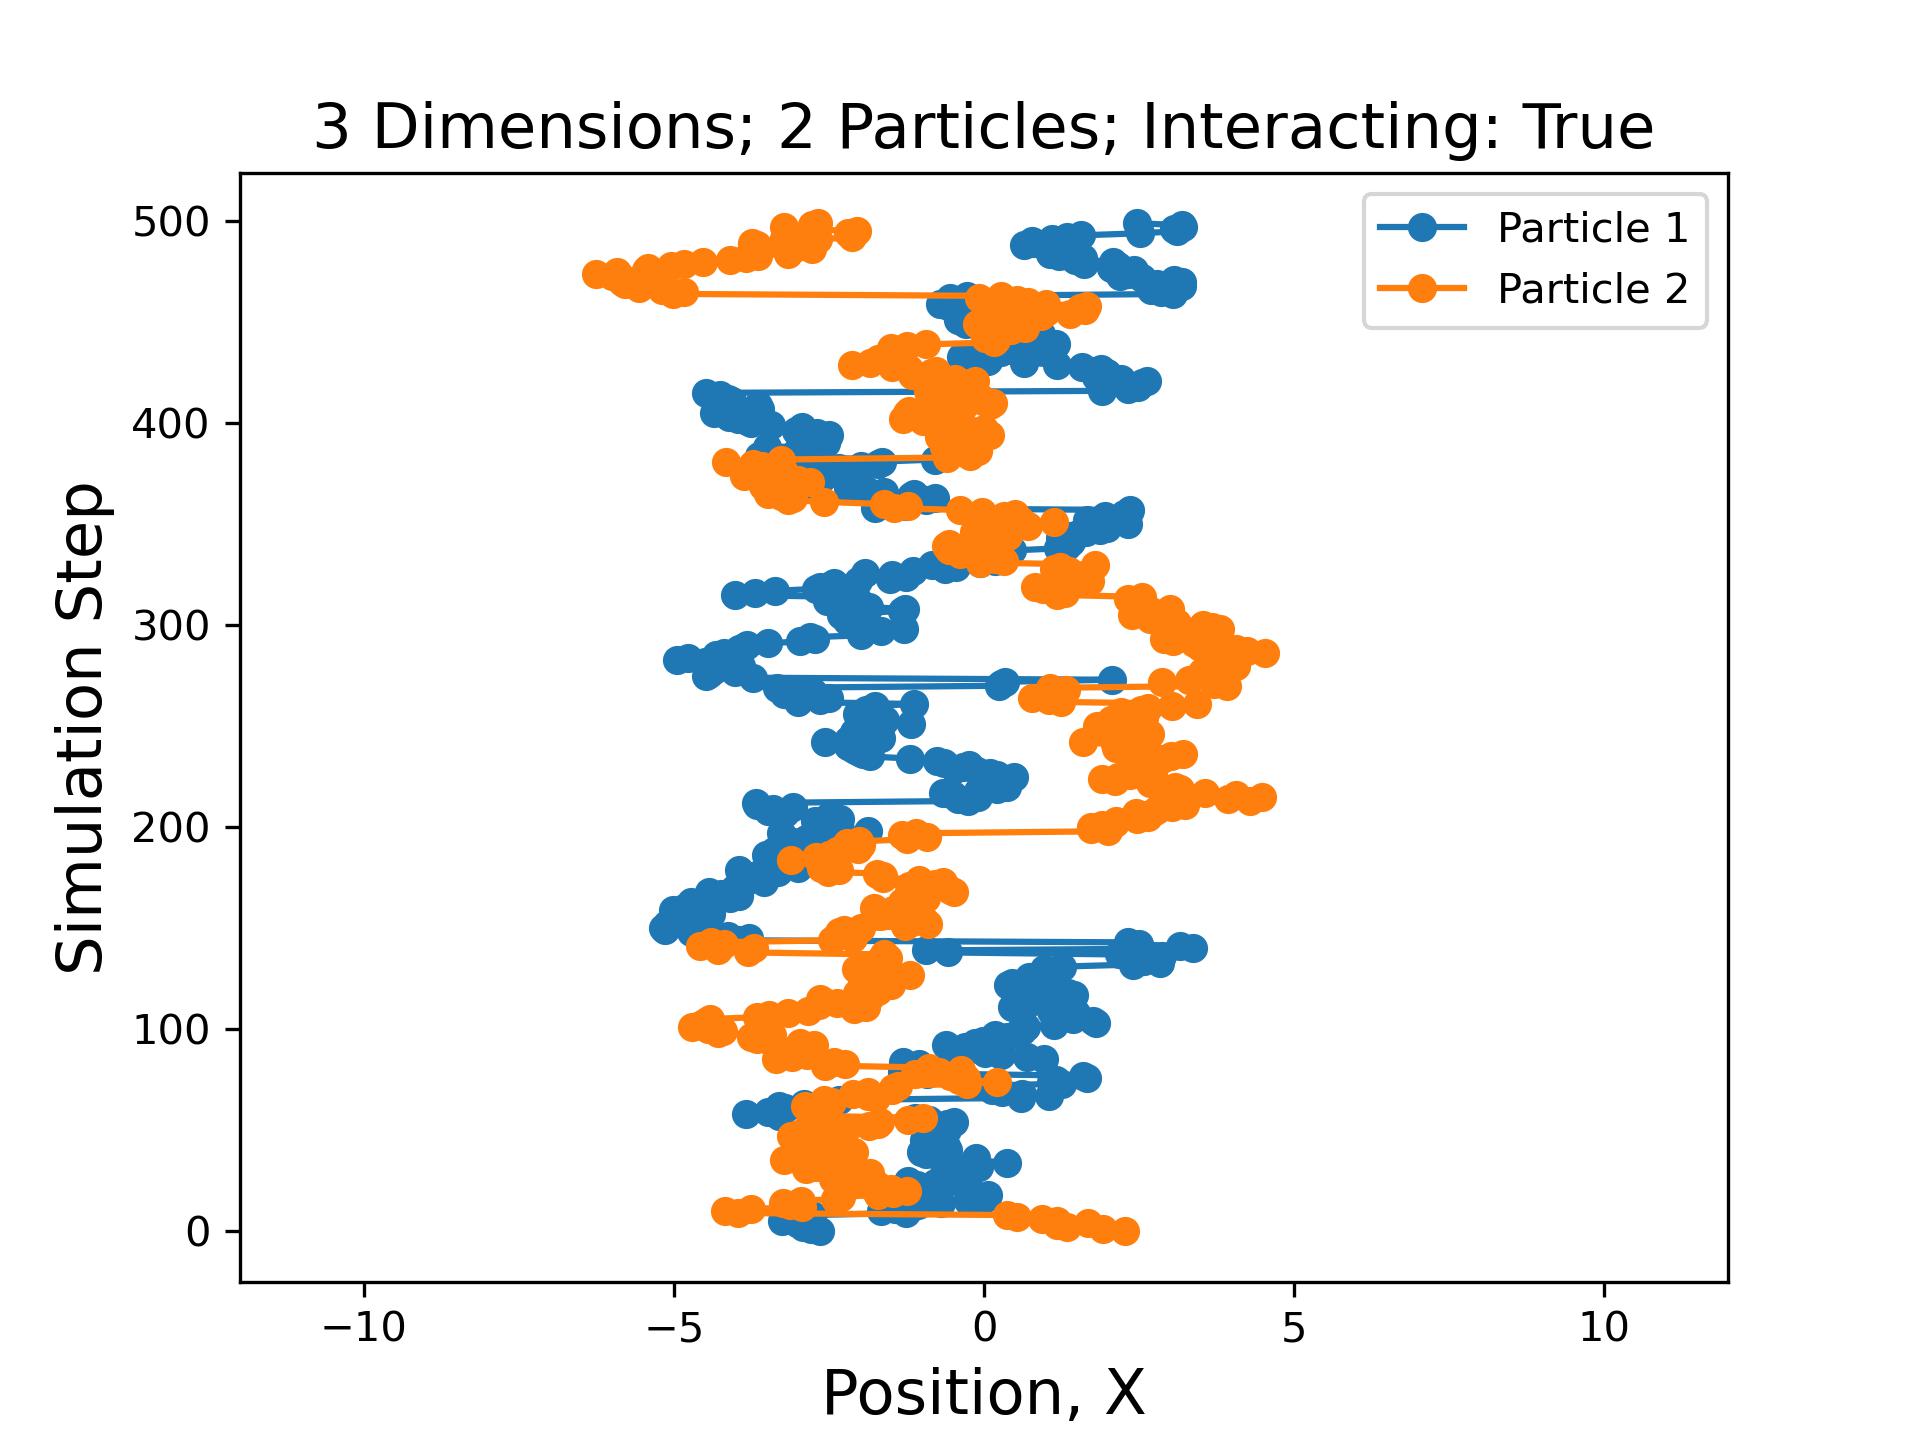 3 Dimensions; 2 Particles; Interacting: True
Particle 1
Particle 2
500
400
300
200
100
0
Simulation Step
−10
−5
0
5
10
Position, X